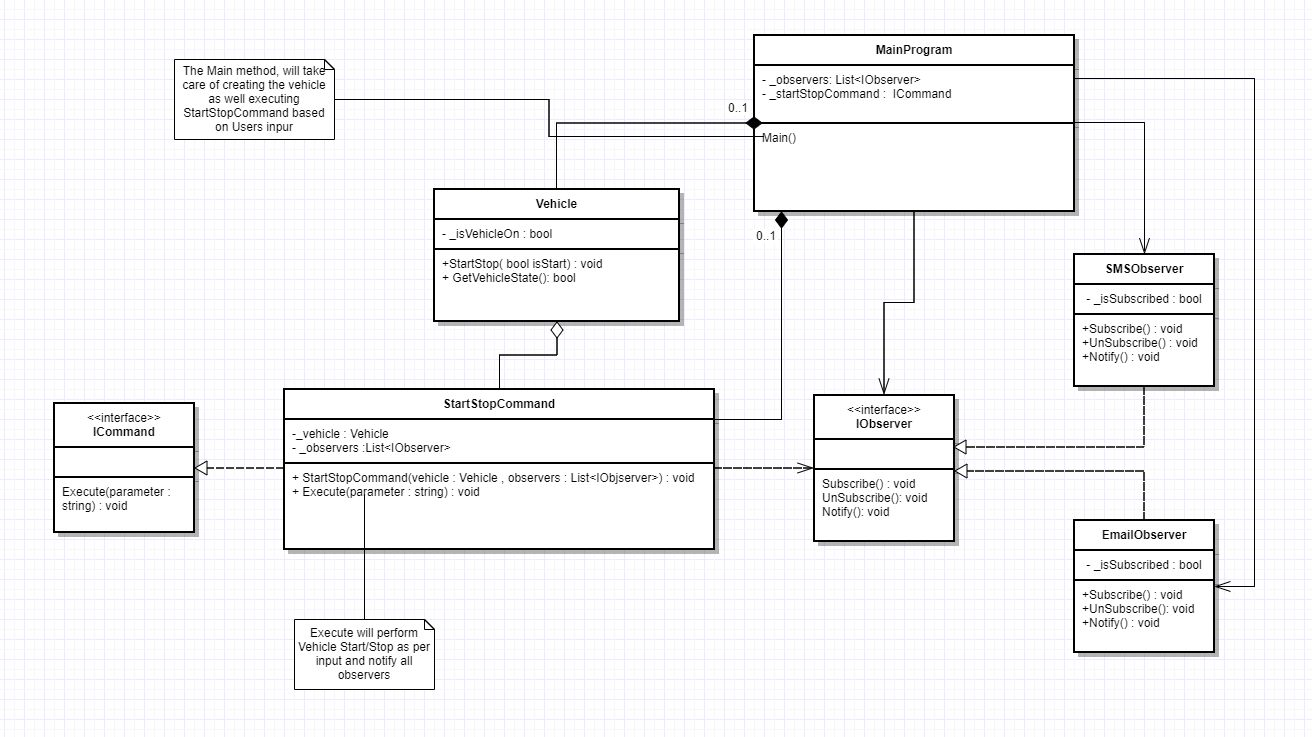 The Main method, will take
care of creating the vehicle
as well executing
StartStopCommand based
on Users inpur
MainProgram
- _observers: List<IObserver>
- _startStopCommand : ICommand
Main()
0..1
0..1
Vehicle
- _isVehicleOn : bool
+StartStop( bool isStart) : void
+ GetVehicleState(): bool
SMSObserver
- _isSubscribed : bool
+Subscribe() : void
+UnSubscribe() : void
+Notify() : void
<<interface>>
ICommand
Execute(parameter :
string) : void
StartStopCommand
-_vehicle : Vehicle
- _observers :List<IObserver>
+ StartStopCommand(vehicle : Vehicle , observers : List<IObjserver>) : void
+ Execute(parameter : string) : void
<<interface>>
IObserver
Subscribe() : void
UnSubscribe(): void
Notify(): void
EmailObserver
- _isSubscribed : bool
+Subscribe() : void
+UnSubscribe(): void
+Notify() : void
Execute will perform
Vehicle Start/Stop as per
input and notify all
observers